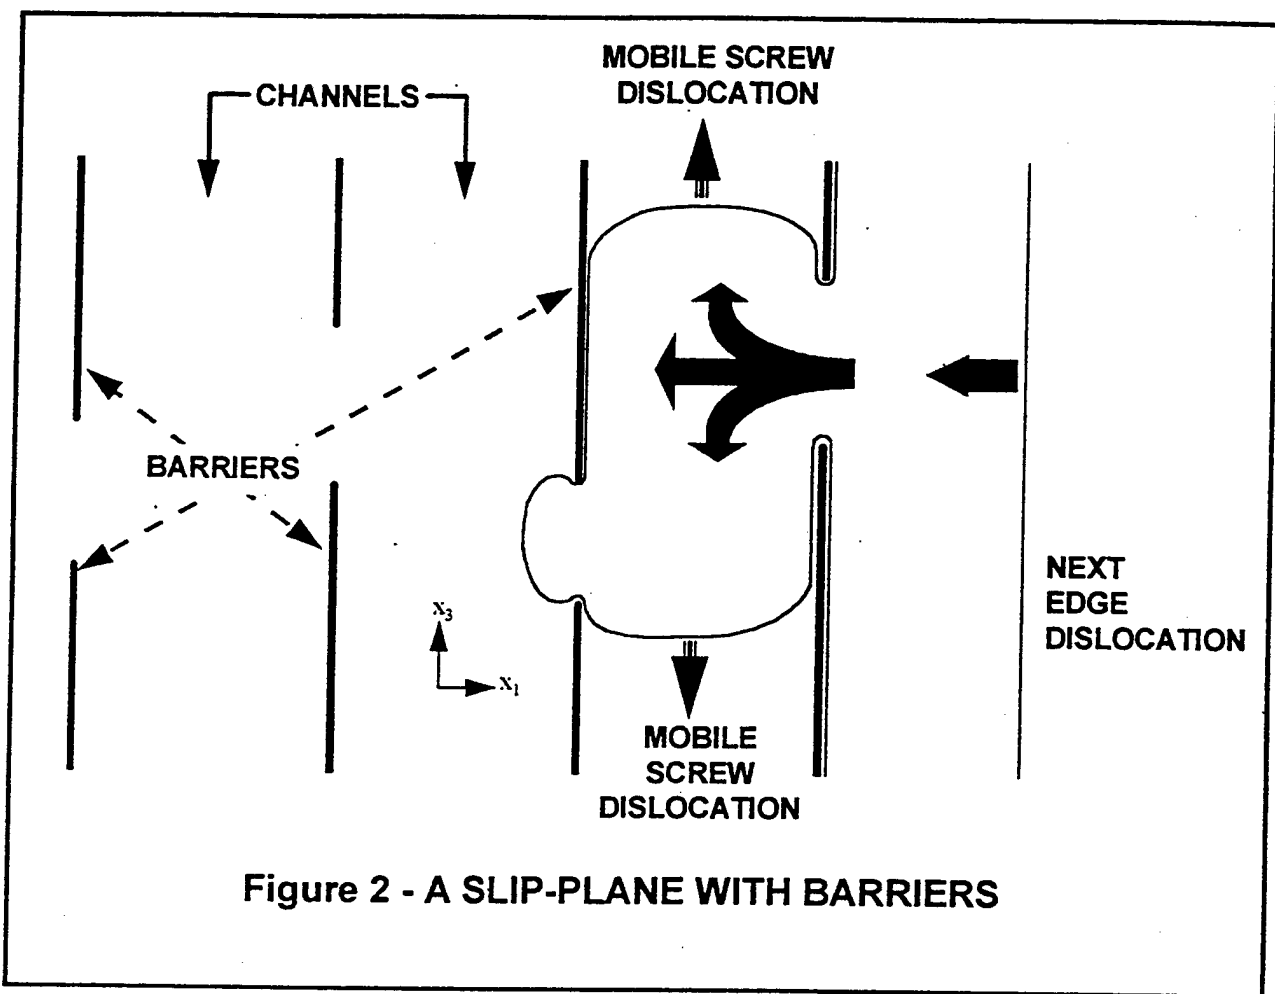 MOBILE SCREW
DISLOCATION
CHANNELS
BARRIERS
NEXT
EDGE
DISLOCATION
x3
x1
MOBILE
SCREW
DISLOCATION
Figure 2 - A SLIP-PLANE WITH BARRIERS